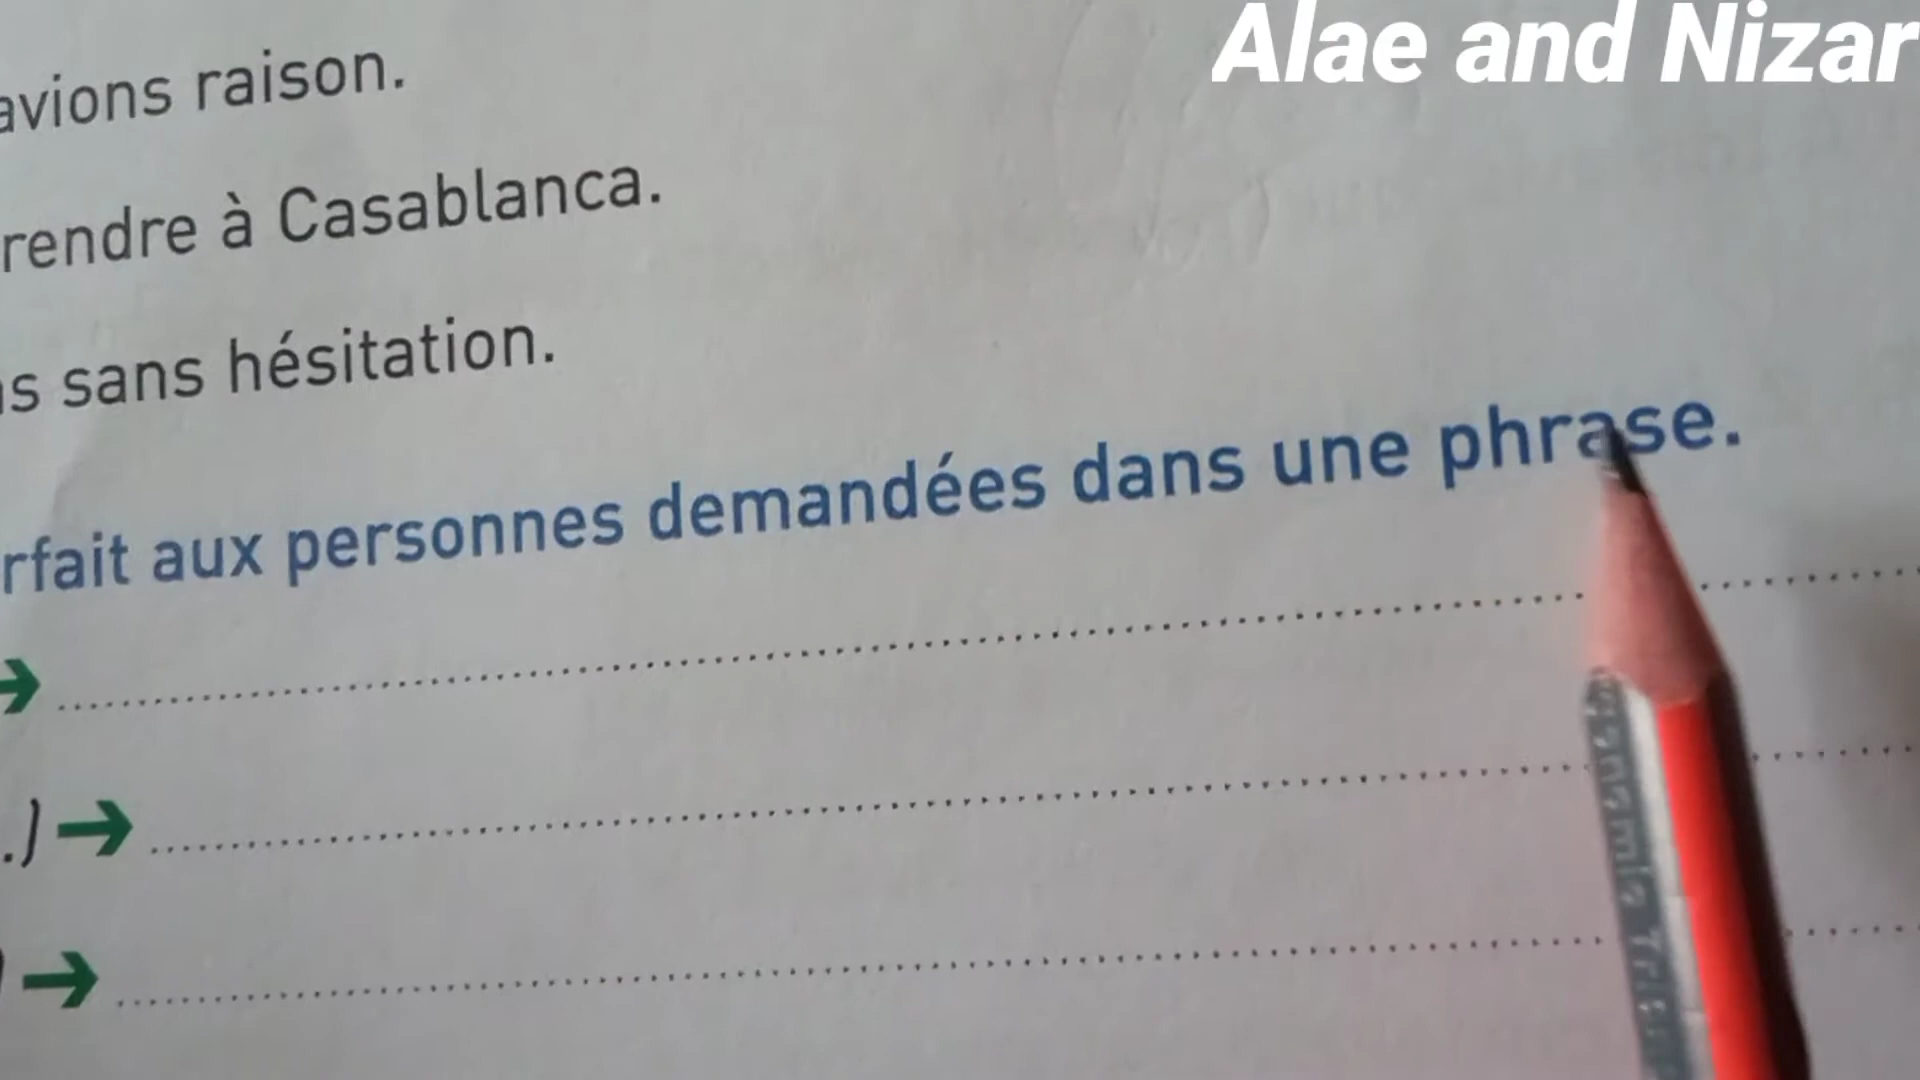 Alae and Nizar
avions raison.
rendre à Casablanca.
sans hésitation.
rfait aux personnes demandées dans une phrase.
.) →